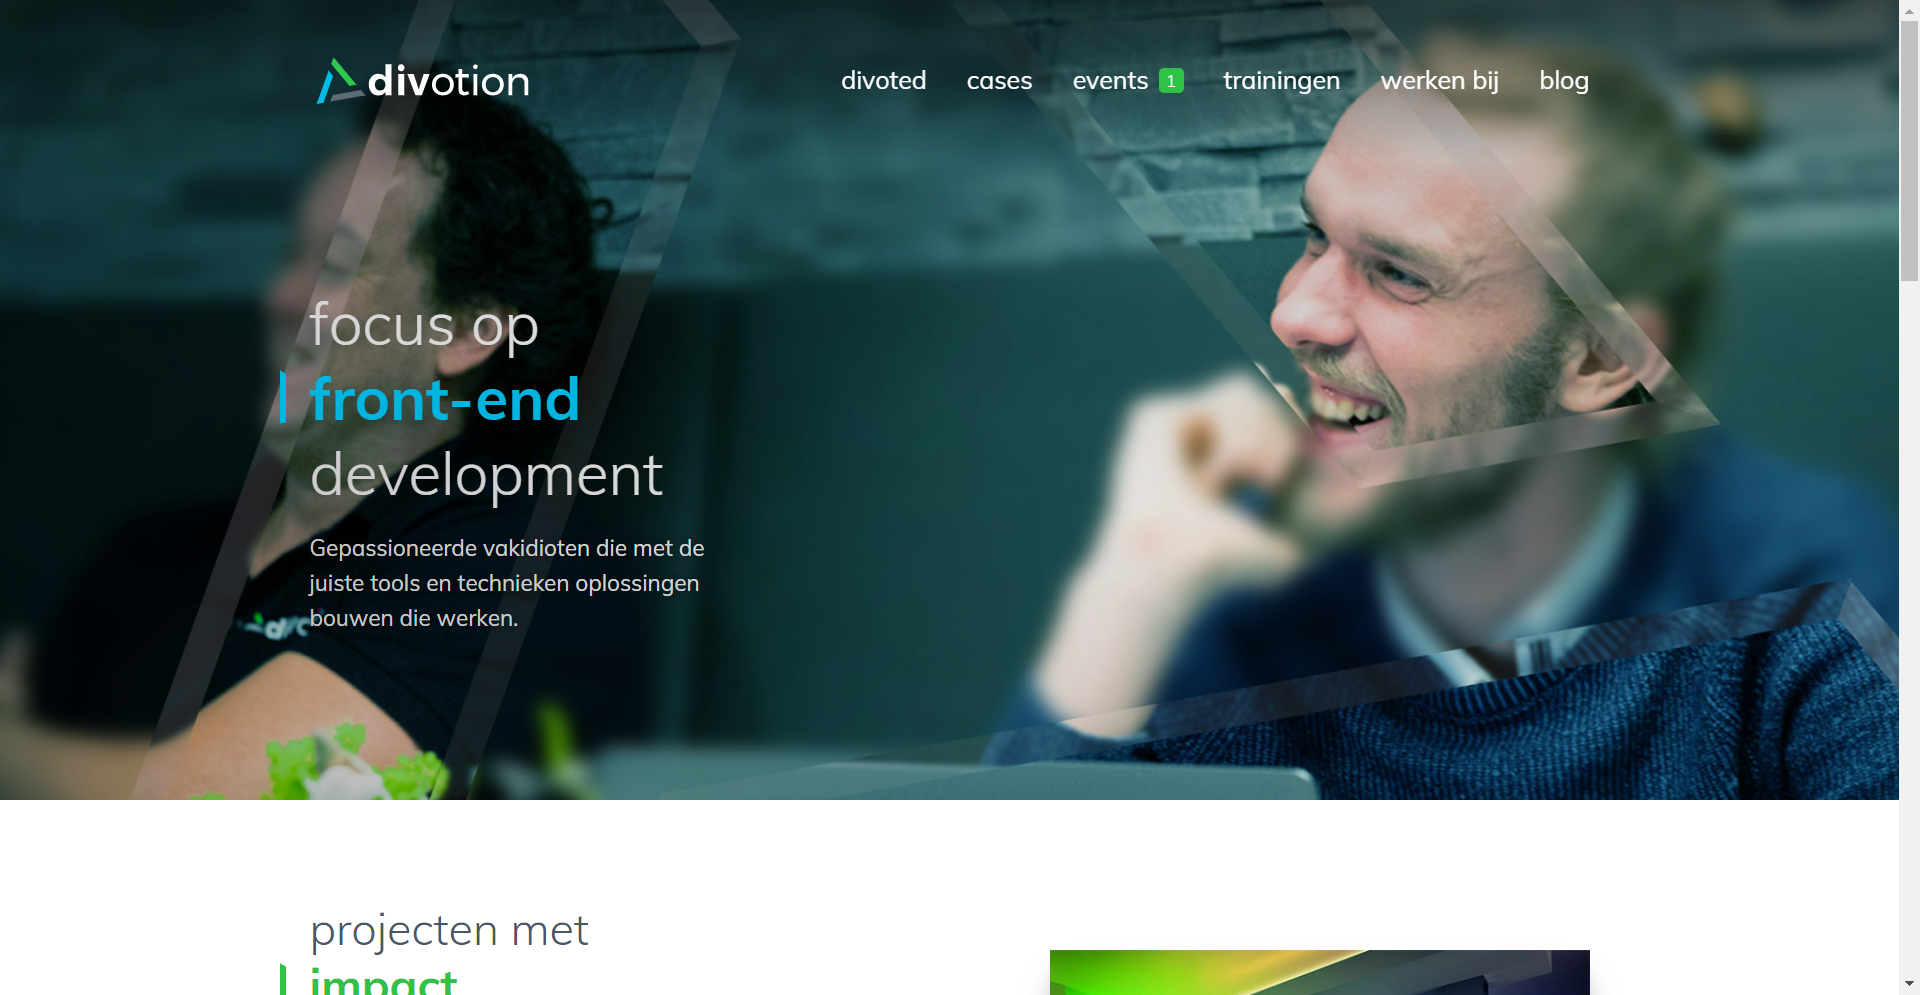 divotion
divoted cases events 1 trainingen werken bij blog
focus op
front-end
development
Gepassioneerde vakidioten die met de
juiste tools en technieken oplossingen
bouwen die werken.
projecten met
impact